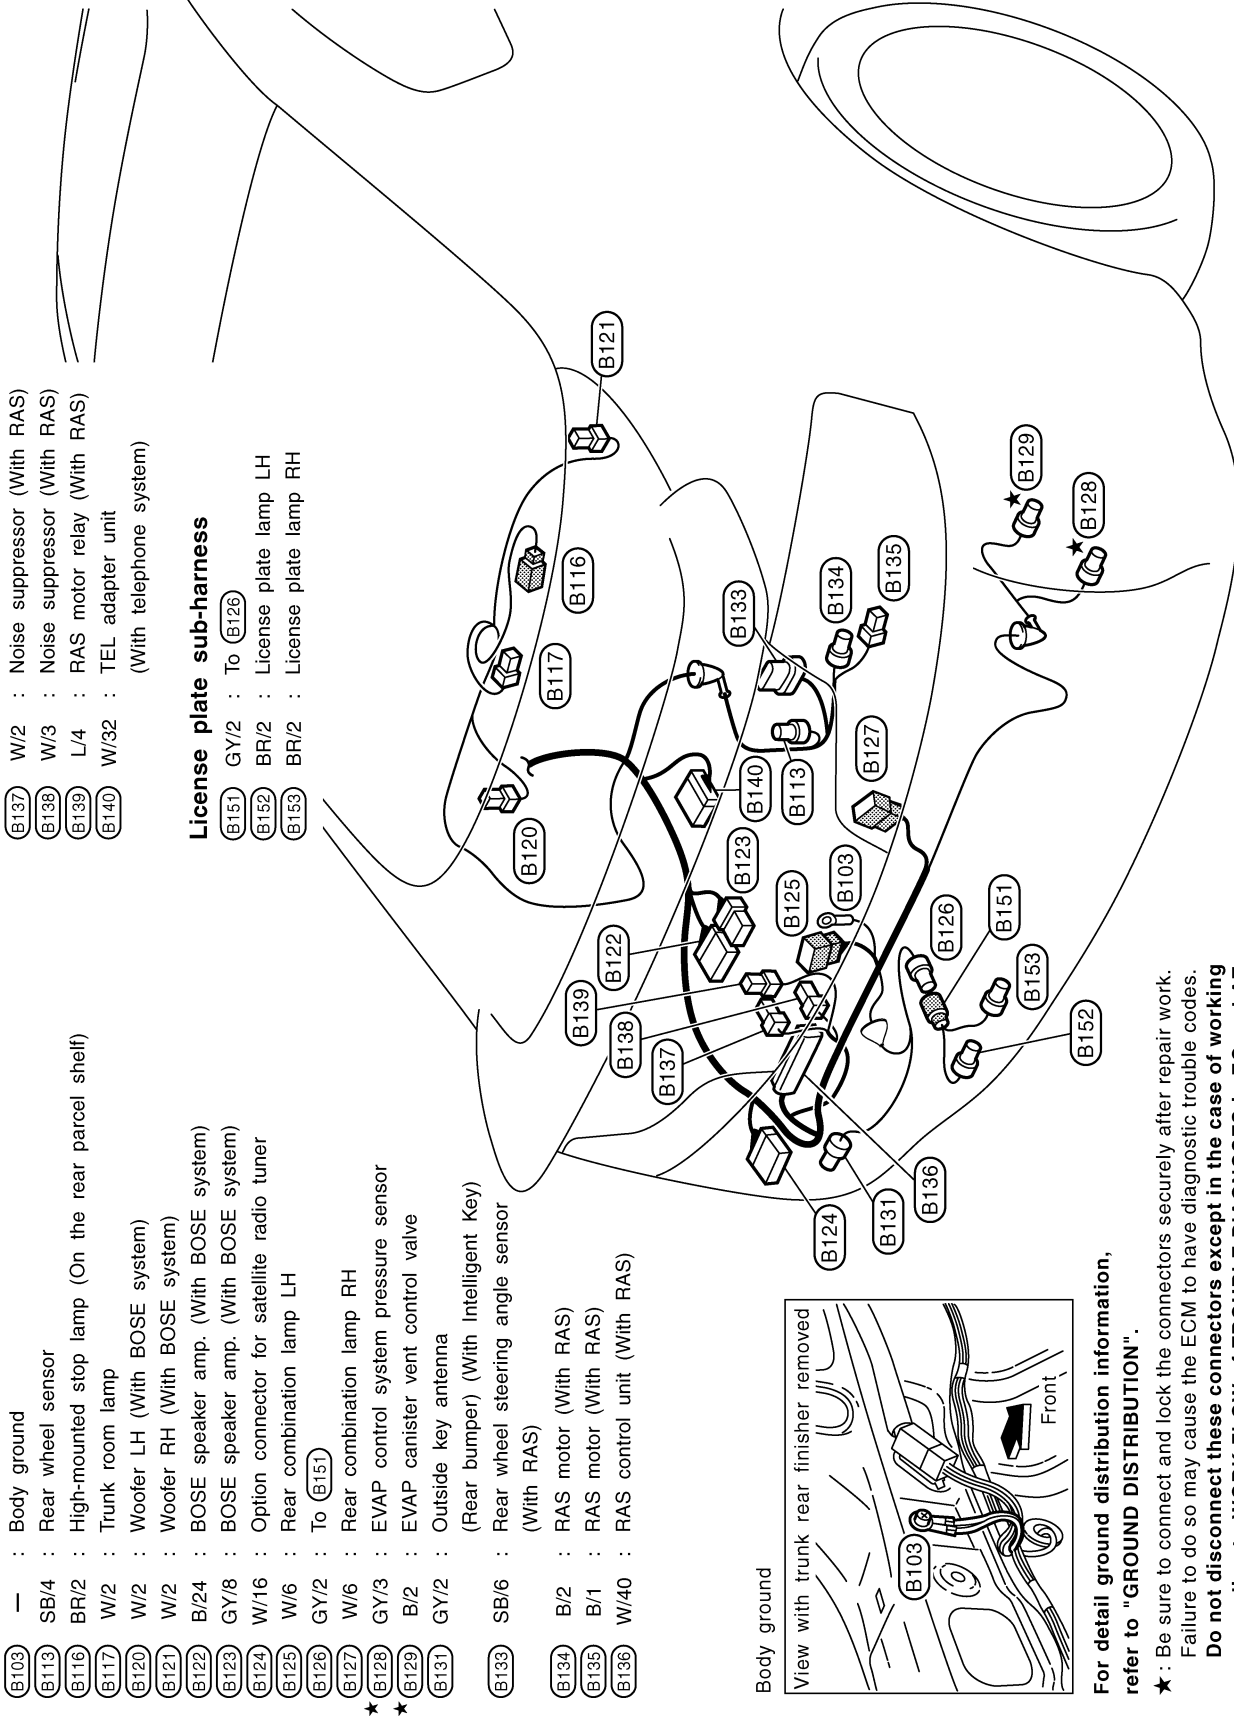 B103 — : Body ground
B113 SB/4 : Rear wheel sensor
B116 BR/2 : High-mounted stop lamp (On the rear parcel shelf)
B117 W/2 : Trunk room lamp
B120 W/2 : Woofer LH (With BOSE system)
B121 W/2 : Woofer RH (With BOSE system)
B122 B/24 : BOSE speaker amp. (With BOSE system)
B123 GY/8 : BOSE speaker amp. (With BOSE system)
B124 W/16 : Option connector for satellite radio tuner
B125 W/6 : Rear combination lamp LH
B126 GY/2 : To B151
B127 W/6 : Rear combination lamp RH
★ B128 GY/3 : EVAP control system pressure sensor
★ B129 B/2 : EVAP canister vent control valve
B131 GY/2 : Outside key antenna
(Rear bumper) (With Intelligent Key)
B133 SB/6 : Rear wheel steering angle sensor
(With RAS)
B134 B/2 : RAS motor (With RAS)
B135 B/1 : RAS motor (With RAS)
B136 W/40 : RAS control unit (With RAS)
B137 W/2 : Noise suppressor (With RAS)
B138 W/3 : Noise suppressor (With RAS)
B139 L/4 : RAS motor relay (With RAS)
B140 W/32 : TEL adapter unit
(With telephone system)
License plate sub-harness
B151 GY/2 : To B126
B152 BR/2 : License plate lamp LH
B153 BR/2 : License plate lamp RH
B121
B116
B117
B120
B133
B134
B135
★ B129
★ B128
B140
B113
B127
B123
B125
B103
B122
B139
B138
B137
B126
B151
B153
B152
B124
B131
B136
Body ground
View with trunk rear finisher removed
B103
Front
For detail ground distribution information,
refer to "GROUND DISTRIBUTION".
★ : Be sure to connect and lock the connectors securely after repair work.
Failure to do so may cause the ECM to have diagnostic trouble codes.
Do not disconnect these connectors except in the case of working